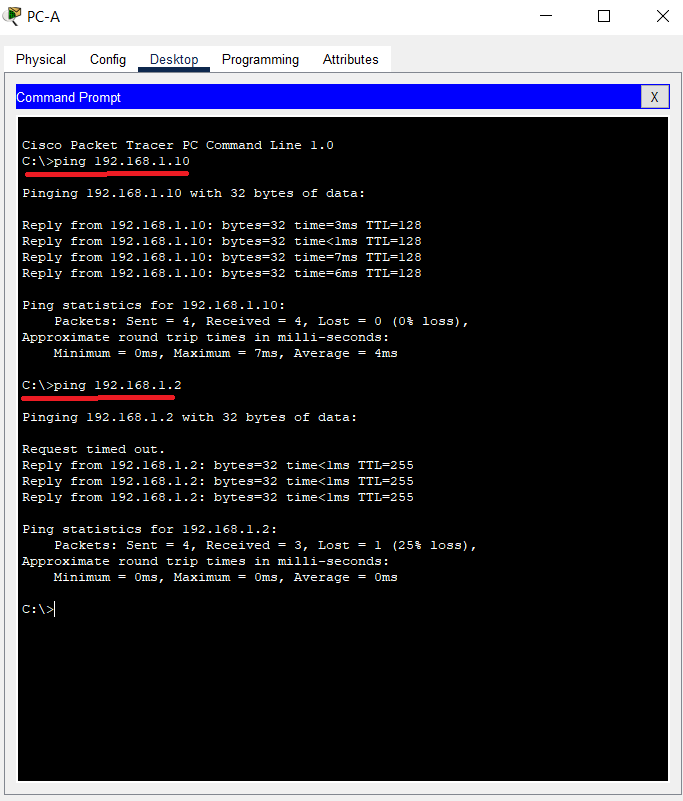 PC-A
Physical Config Desktop Programming Attributes
Command Prompt
X
Cisco Packet Tracer PC Command Line 1.0
C:\>ping 192.168.1.10
Pinging 192.168.1.10 with 32 bytes of data:
Reply from 192.168.1.10: bytes=32 time=3ms TTL=128
Reply from 192.168.1.10: bytes=32 time<1ms TTL=128
Reply from 192.168.1.10: bytes=32 time=7ms TTL=128
Reply from 192.168.1.10: bytes=32 time=6ms TTL=128
Ping statistics for 192.168.1.10:
Packets: Sent = 4, Received = 4, Lost = 0 (0% loss),
Approximate round trip times in milli-seconds:
Minimum = 0ms, Maximum = 7ms, Average = 4ms
C:\>ping 192.168.1.2
Pinging 192.168.1.2 with 32 bytes of data:
Request timed out.
Reply from 192.168.1.2: bytes=32 time<1ms TTL=255
Reply from 192.168.1.2: bytes=32 time<1ms TTL=255
Reply from 192.168.1.2: bytes=32 time<1ms TTL=255
Ping statistics for 192.168.1.2:
Packets: Sent = 4, Received = 3, Lost = 1 (25% loss),
Approximate round trip times in milli-seconds:
Minimum = 0ms, Maximum = 0ms, Average = 0ms
C:\>